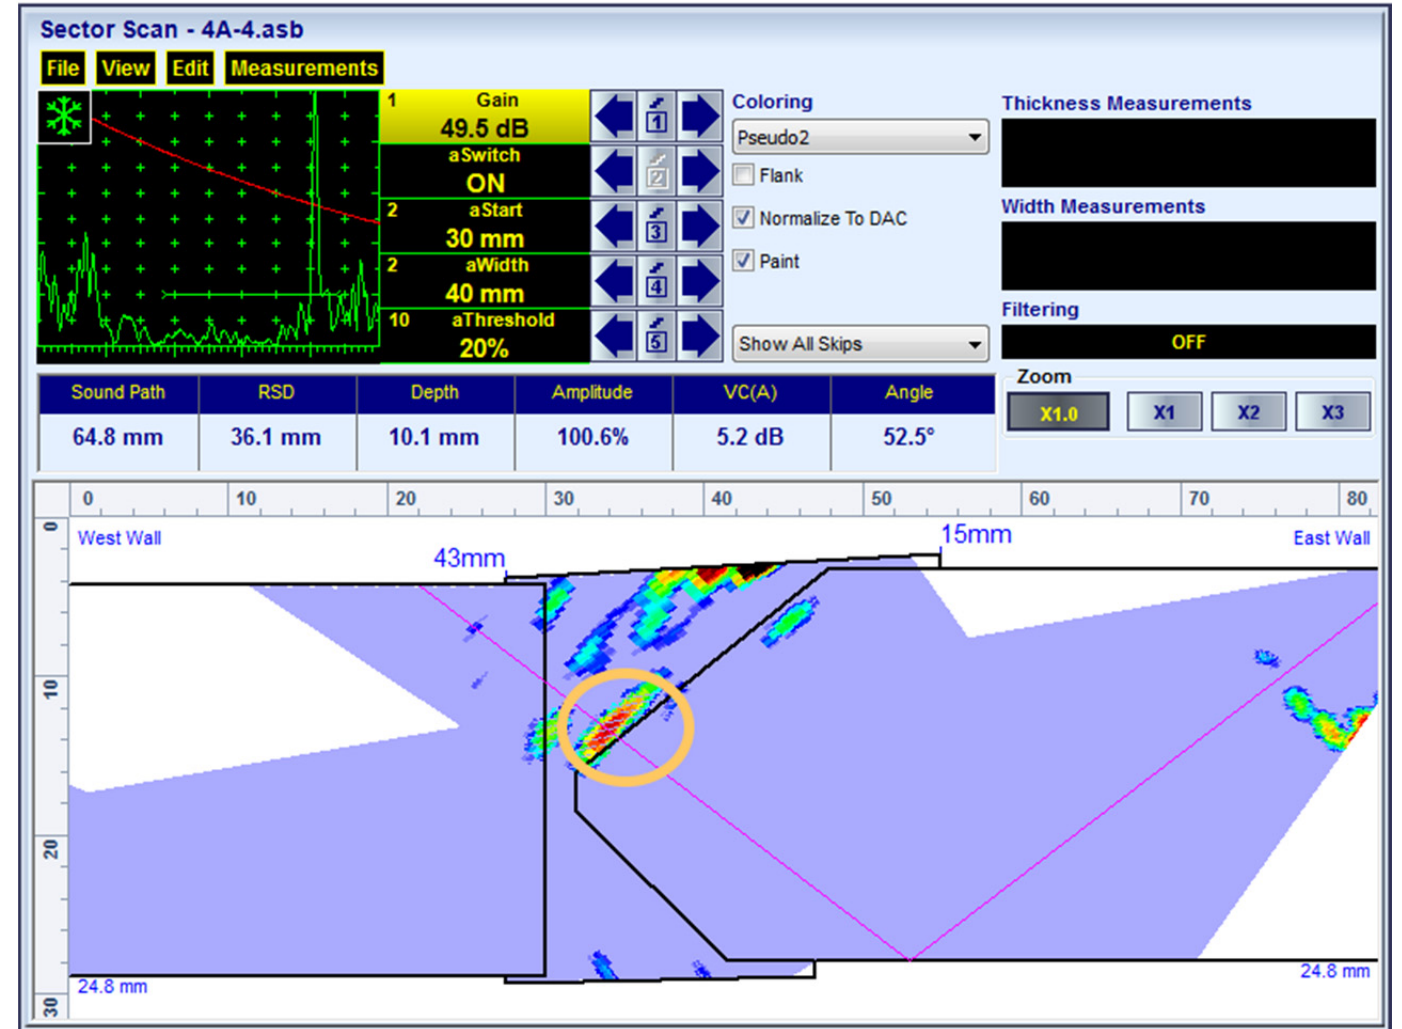 Sector Scan - 4A-4.asb
File View Edit Measurements
1 Gain
49.5 dB
aSwitch
ON
2 aStart
30 mm
2 aWidth
40 mm
10 aThreshold
20%
1
2
3
4
5
Coloring
Pseudo2
Flank
Normalize To DAC
Paint
Show All Skips
Thickness Measurements
Width Measurements
Filtering
OFF
Zoom
X1.0 X1 X2 X3
Sound Path RSD Depth Amplitude VC(A) Angle
64.8 mm 36.1 mm 10.1 mm 100.6% 5.2 dB 52.5°
0 10 20 30 40 50 60 70 80
0
10
20
30
West Wall
43mm
15mm
East Wall
24.8 mm
24.8 mm